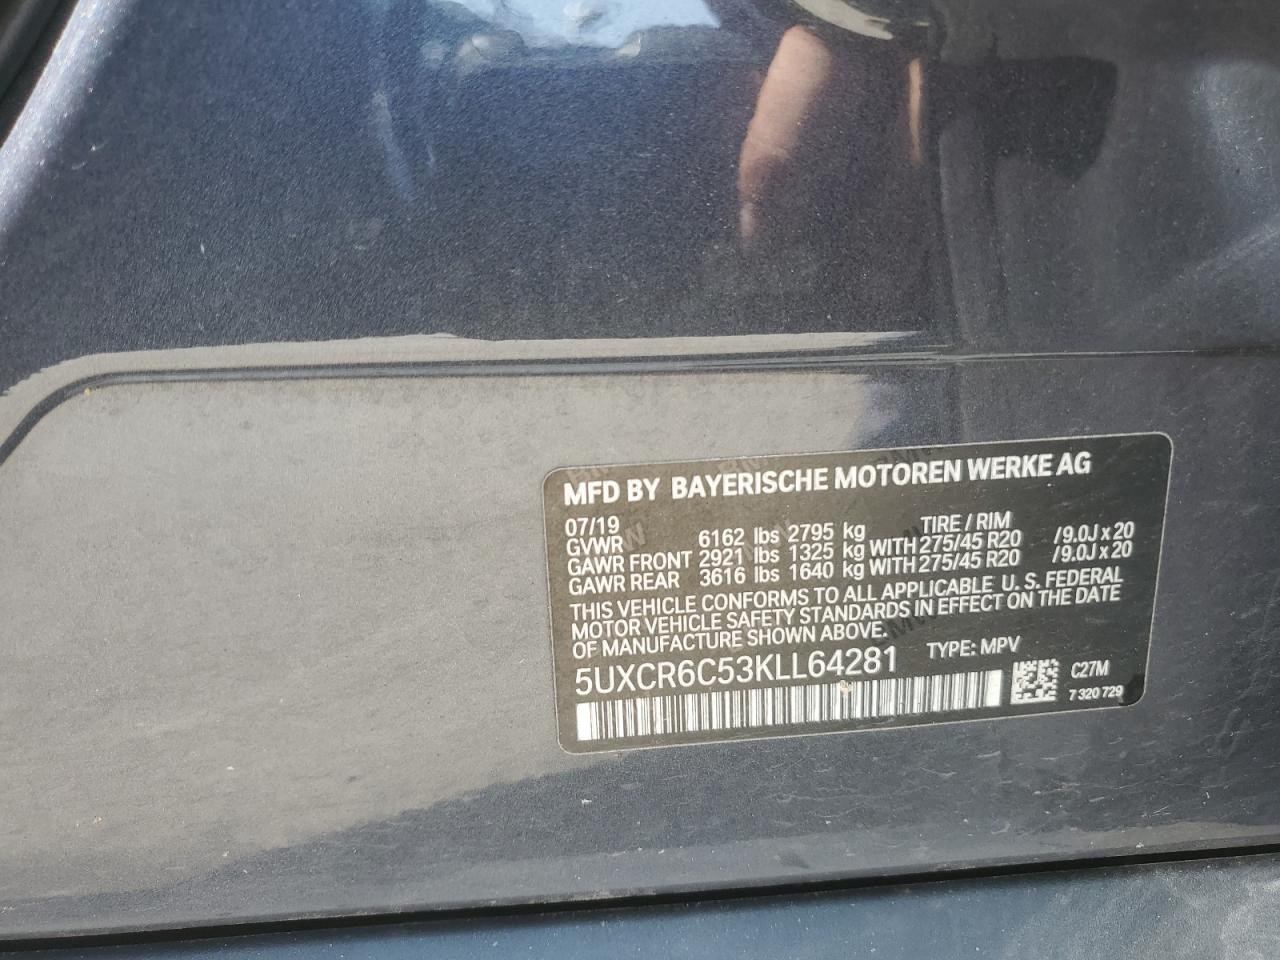 MFD BY BAYERISCHE MOTOREN WERKE AG
07/19 TIRE / RIM
GVWR 6162 lbs 2795 kg
GAWR FRONT 2921 lbs 1325 kg WITH 275/45 R20 /9.0J x 20
GAWR REAR 3616 lbs 1640 kg WITH 275/45 R20 /9.0J x 20
THIS VEHICLE CONFORMS TO ALL APPLICABLE U. S. FEDERAL
MOTOR VEHICLE SAFETY STANDARDS IN EFFECT ON THE DATE
OF MANUFACTURE SHOWN ABOVE.
5UXCR6C53KLL64281 TYPE: MPV
C27M
7 320 729